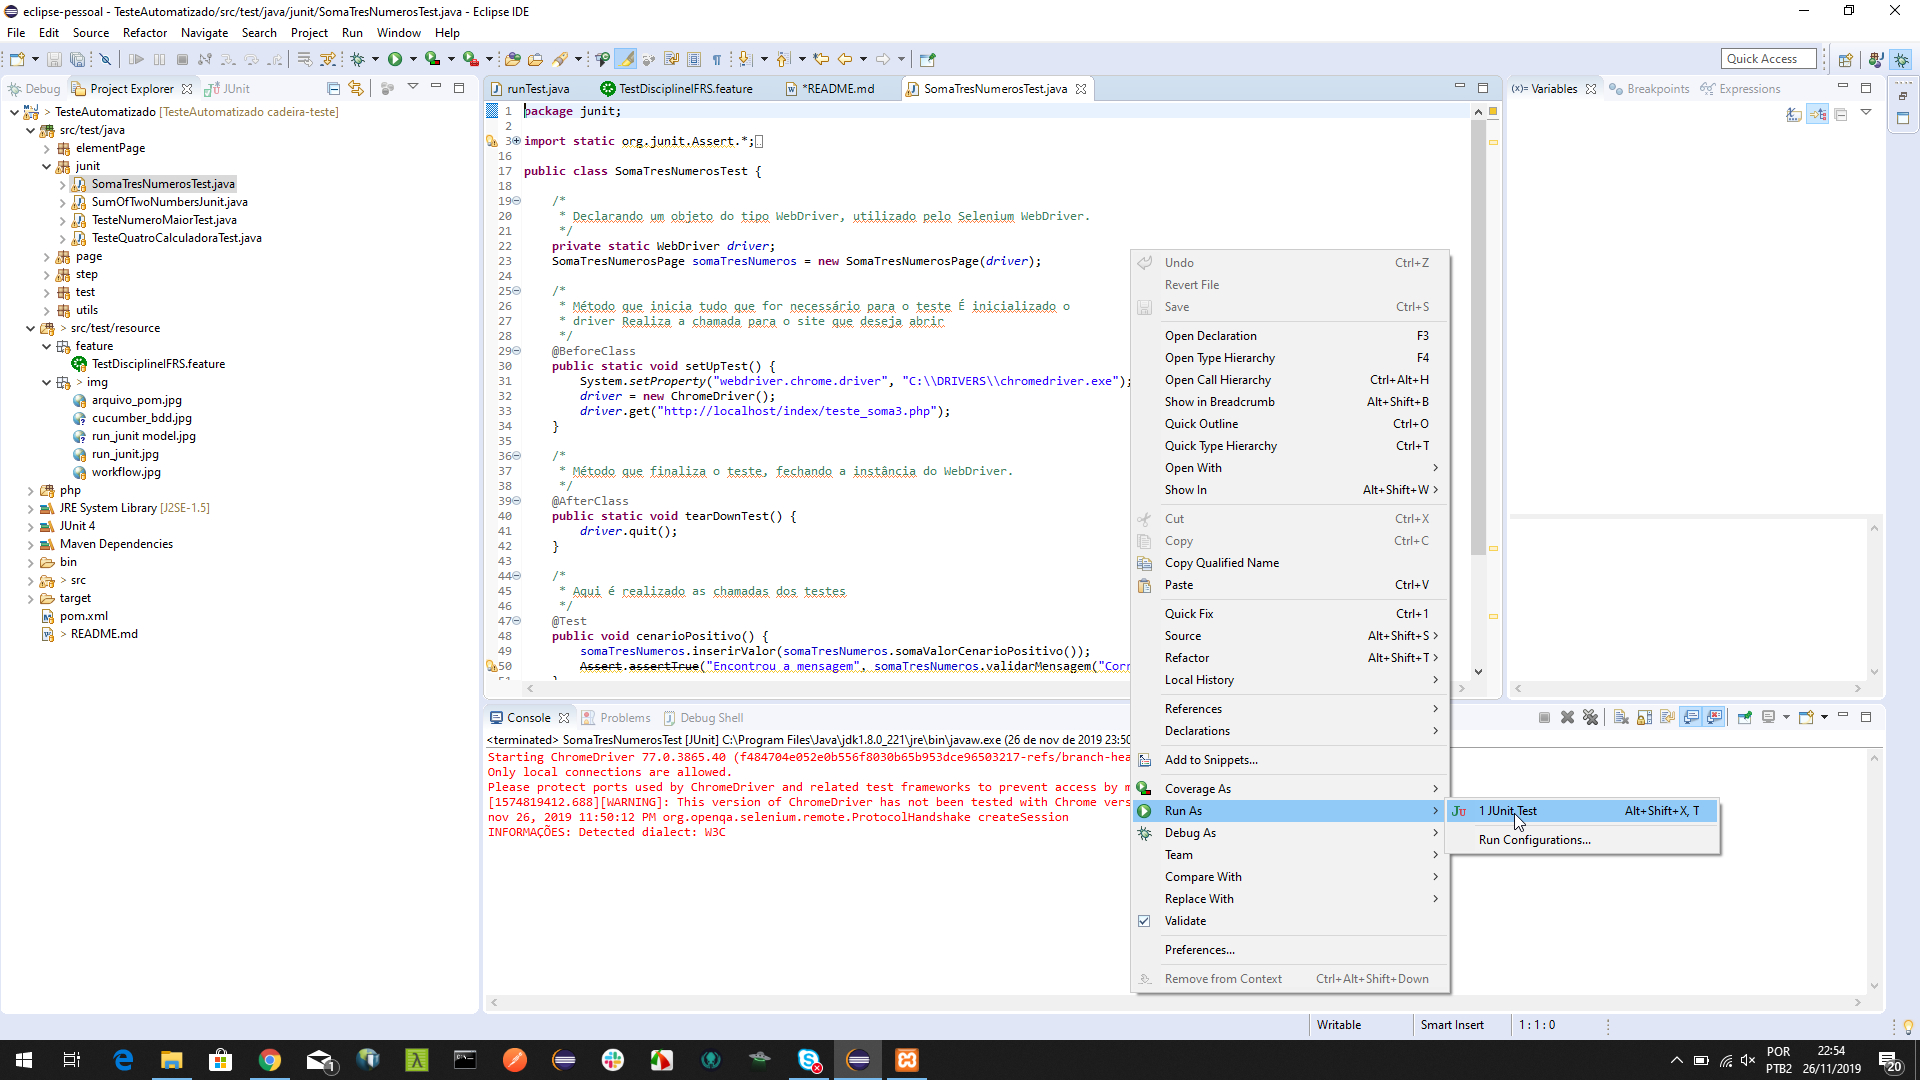 eclipse-pessoal - TesteAutomatizado/src/test/java/junit/SomaTresNumerosTest.java - Eclipse IDE
File Edit Source Refactor Navigate Search Project Run Window Help
Quick Access
Debug Project Explorer JUnit
TesteAutomatizado [TesteAutomatizado cadeira-teste]
src/test/java
elementPage
junit
SomaTresNumerosTest.java
SumOfTwoNumbersJunit.java
TesteNumeroMaiorTest.java
TesteQuatroCalculadoraTest.java
page
step
test
utils
src/test/resource
feature
TestDisciplineIFRS.feature
img
arquivo_pom.jpg
cucumber_bdd.jpg
run_junit model.jpg
run_junit.jpg
workflow.jpg
php
JRE System Library [J2SE-1.5]
JUnit 4
Maven Dependencies
bin
src
target
pom.xml
README.md
runTest.java TestDisciplineIFRS.feature *README.md SomaTresNumerosTest.java
1 package junit;
2
3 import static org.junit.Assert.*;
16
17 public class SomaTresNumerosTest {
18
19 /*
20 * Declarando um objeto do tipo WebDriver, utilizado pelo Selenium WebDriver.
21 */
22 private static WebDriver driver;
23 SomaTresNumerosPage somaTresNumeros = new SomaTresNumerosPage(driver);
24
25 /*
26 * Método que inicia tudo que for necessário para o teste É inicializado o
27 * driver Realiza a chamada para o site que deseja abrir
28 */
29 @BeforeClass
30 public static void setUpTest() {
31 System.setProperty("webdriver.chrome.driver", "C:\\DRIVERS\\chromedriver.exe");
32 driver = new ChromeDriver();
33 driver.get("http://localhost/index/teste_soma3.php");
34 }
35
36 /*
37 * Método que finaliza o teste, fechando a instância do WebDriver.
38 */
39 @AfterClass
40 public static void tearDownTest() {
41 driver.quit();
42 }
43
44 /*
45 * Aqui é realizado as chamadas dos testes
46 */
47 @Test
48 public void cenarioPositivo() {
49 somaTresNumeros.inserirValor(somaTresNumeros.somaValorCenarioPositivo());
50 Assert.assertTrue("Encontrou a mensagem", somaTresNumeros.validarMensagem("Corr
Undo Ctrl+Z
Revert File
Save Ctrl+S
Open Declaration F3
Open Type Hierarchy F4
Open Call Hierarchy Ctrl+Alt+H
Show in Breadcrumb Alt+Shift+B
Quick Outline Ctrl+O
Quick Type Hierarchy Ctrl+T
Open With
Show In Alt+Shift+W
Cut Ctrl+X
Copy Ctrl+C
Copy Qualified Name
Paste Ctrl+V
Quick Fix Ctrl+1
Source Alt+Shift+S
Refactor Alt+Shift+T
Local History
References
Declarations
Add to Snippets...
Coverage As
Run As
Debug As
Team
Compare With
Replace With
Validate
Preferences...
Remove from Context Ctrl+Alt+Shift+Down
1 JUnit Test Alt+Shift+X, T
Run Configurations...
(x)= Variables Breakpoints Expressions
Console Problems Debug Shell
<terminated> SomaTresNumerosTest [JUnit] C:\Program Files\Java\jdk1.8.0_221\jre\bin\javaw.exe (26 de nov de 2019 23:50
Starting ChromeDriver 77.0.3865.40 (f484704e052e0b556f8030b65b953dce96503217-refs/branch-hea
Only local connections are allowed.
Please protect ports used by ChromeDriver and related test frameworks to prevent access by m
[1574819412.688][WARNING]: This version of ChromeDriver has not been tested with Chrome vers
nov 26, 2019 11:50:12 PM org.openqa.selenium.remote.ProtocolHandshake createSession
INFORMAÇÕES: Detected dialect: W3C
Writable Smart Insert 1 : 1 : 0
POR
PTB2
22:54
26/11/2019
20
1